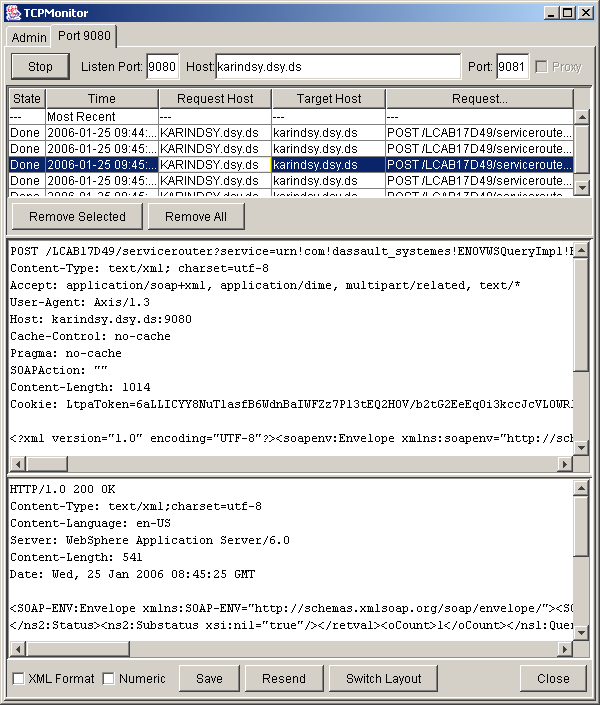 TCPMonitor
Admin Port 9080
Stop Listen Port: 9080 Host: karindsy.dsy.ds Port: 9081 Proxy
State Time Request Host Target Host Request...
--- Most Recent --- --- ---
Done 2006-01-25 09:44:... KARINDSY.dsy.ds karindsy.dsy.ds POST /LCAB17D49/serviceroute...
Done 2006-01-25 09:45:... KARINDSY.dsy.ds karindsy.dsy.ds POST /LCAB17D49/serviceroute...
Done 2006-01-25 09:45:... KARINDSY.dsy.ds karindsy.dsy.ds POST /LCAB17D49/serviceroute...
Done 2006-01-25 09:45:... KARINDSY.dsy.ds karindsy.dsy.ds POST /LCAB17D49/serviceroute...
Remove Selected Remove All
POST /LCAB17D49/servicerouter?service=urn!com!dassault_systemes!ENOVWSQueryImpl!
Content-Type: text/xml; charset=utf-8
Accept: application/soap+xml, application/dime, multipart/related, text/*
User-Agent: Axis/1.3
Host: karindsy.dsy.ds:9080
Cache-Control: no-cache
Pragma: no-cache
SOAPAction: ""
Content-Length: 1014
Cookie:
<?xml version="1.0" encoding="UTF-8"?><soapenv:Envelope xmlns:soapenv="http://sch
HTTP/1.0 200 OK
Content-Type: text/xml;charset=utf-8
Content-Language: en-US
Server: WebSphere Application Server/6.0
Content-Length: 541
Date: Wed, 25 Jan 2006 08:45:25 GMT
<SOAP-ENV:Envelope xmlns:SOAP-ENV="http://schemas.xmlsoap.org/soap/envelope/"><SO
</ns2:Status><ns2:Substatus xsi:nil="true"/></retval><oCount>1</oCount></ns1:Quer
XML Format Numeric Save Resend Switch Layout Close